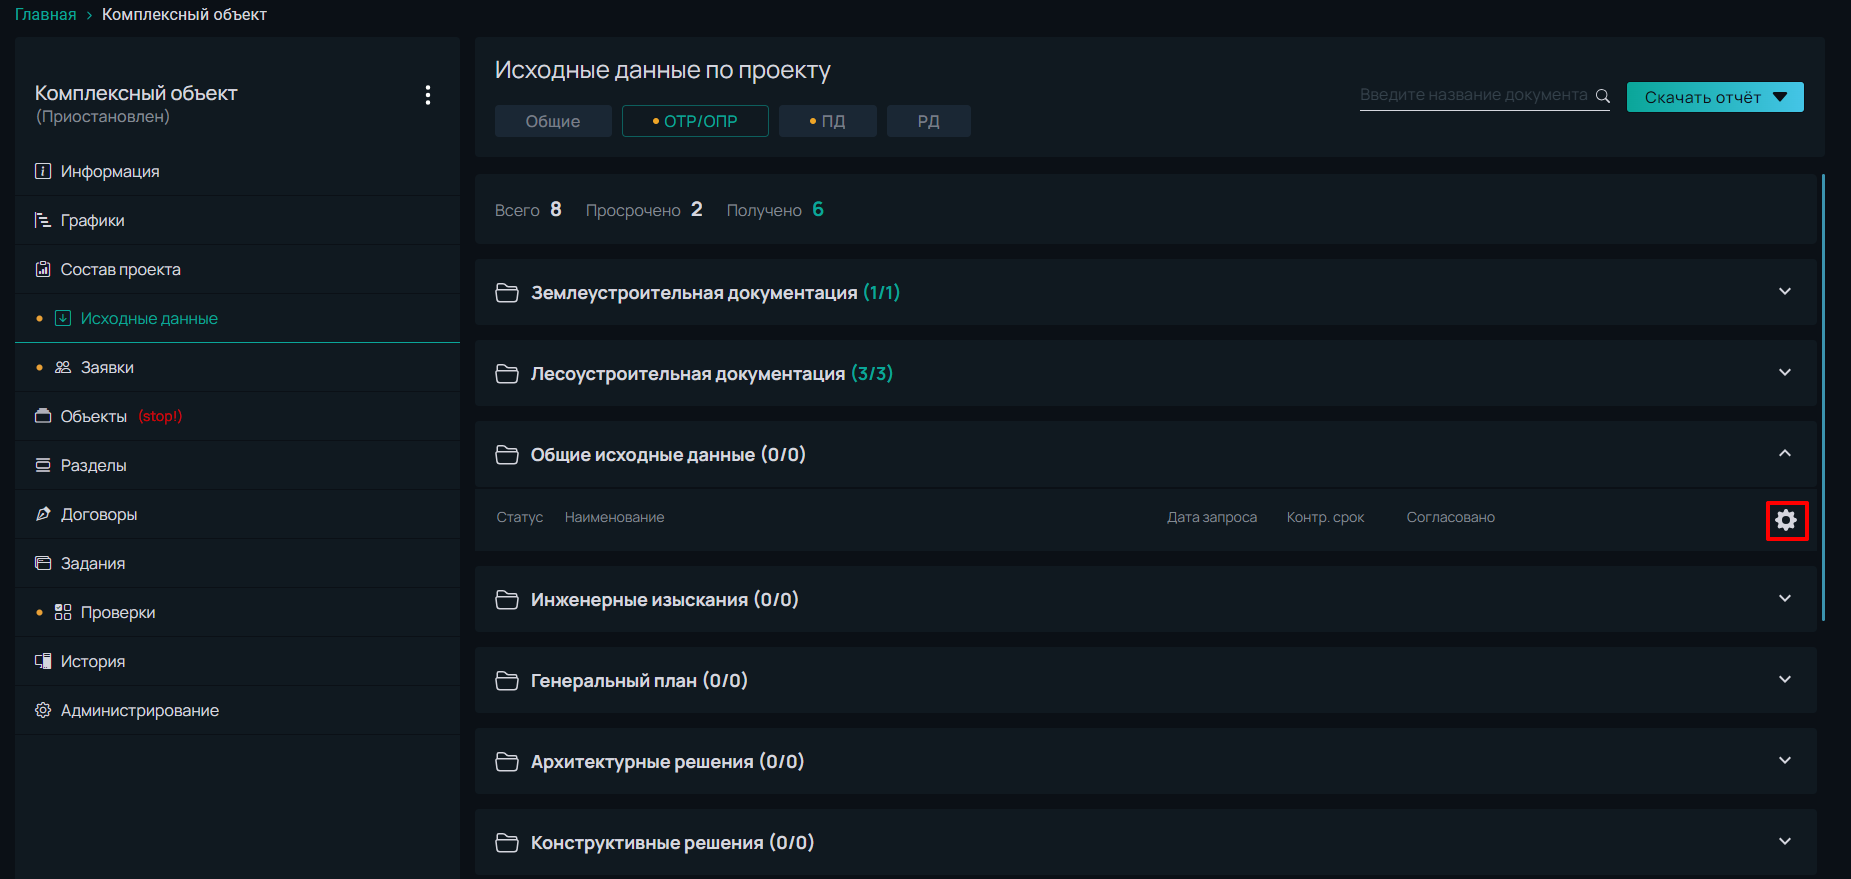 Главная > Комплексный объект
Комплексный объект
(Приостановлен)
Информация
Графики
Состав проекта
Исходные данные
Заявки
Объекты (stop!)
Разделы
Договоры
Задания
Проверки
История
Администрирование
Исходные данные по проекту
Общие ОТР/ОПР ПД РД
Введите название документа
Скачать отчёт
Всего 8 Просрочено 2 Получено 6
Землеустроительная документация (1/1)
Лесоустроительная документация (3/3)
Общие исходные данные (0/0)
Статус Наименование Дата запроса Контр. срок Согласовано
Инженерные изыскания (0/0)
Генеральный план (0/0)
Архитектурные решения (0/0)
Конструктивные решения (0/0)